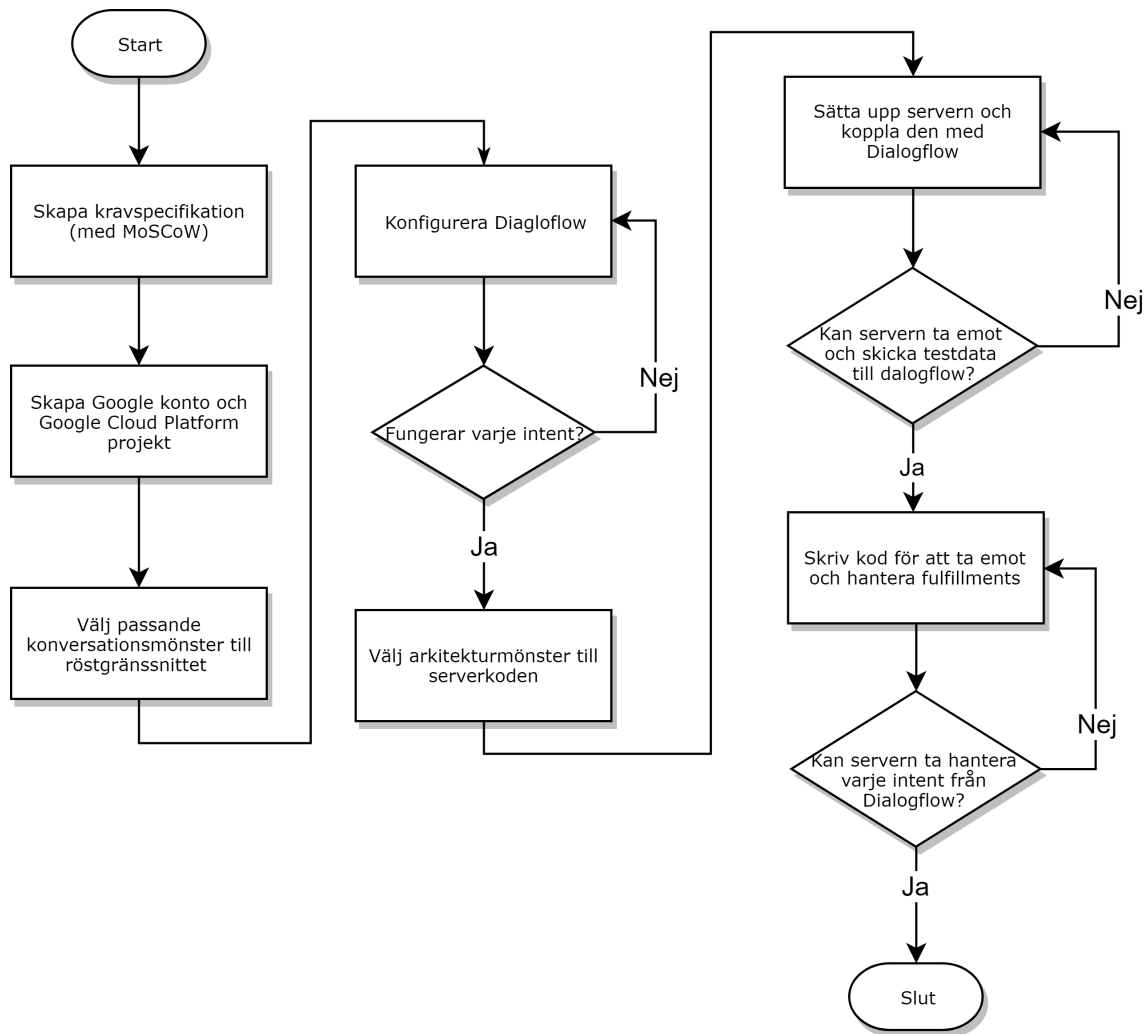 Start
Skapa kravspecifikation
(med MoSCoW)
Skapa Google konto och
Google Cloud Platform
projekt
Välj passande
konversationsmönster till
röstgränssnittet
Konfigurera Diagloflow
Nej
Fungerar varje intent?
Ja
Välj arkitekturmönster till
serverkoden
Sätta upp servern och
koppla den med
Dialogflow
Nej
Kan servern ta emot
och skicka testdata
till dalogflow?
Ja
Skriv kod för att ta emot
och hantera fulfillments
Nej
Kan servern ta hantera
varje intent från
Dialogflow?
Ja
Slut